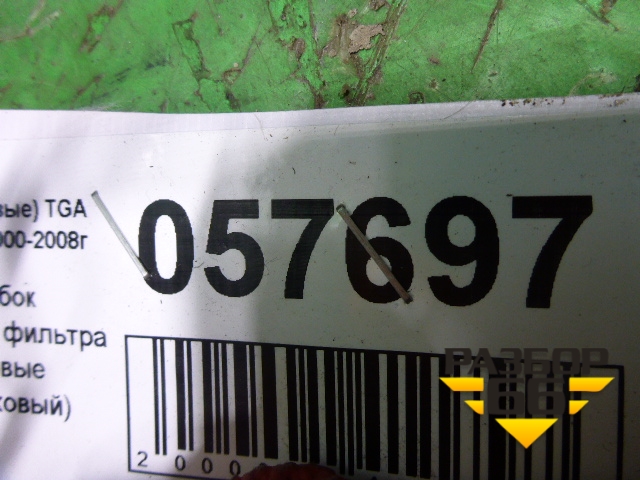 вые) TGA
000-2008г
057697
бок
фильтра
вые
ковый)
2000
РАЗБОР
66